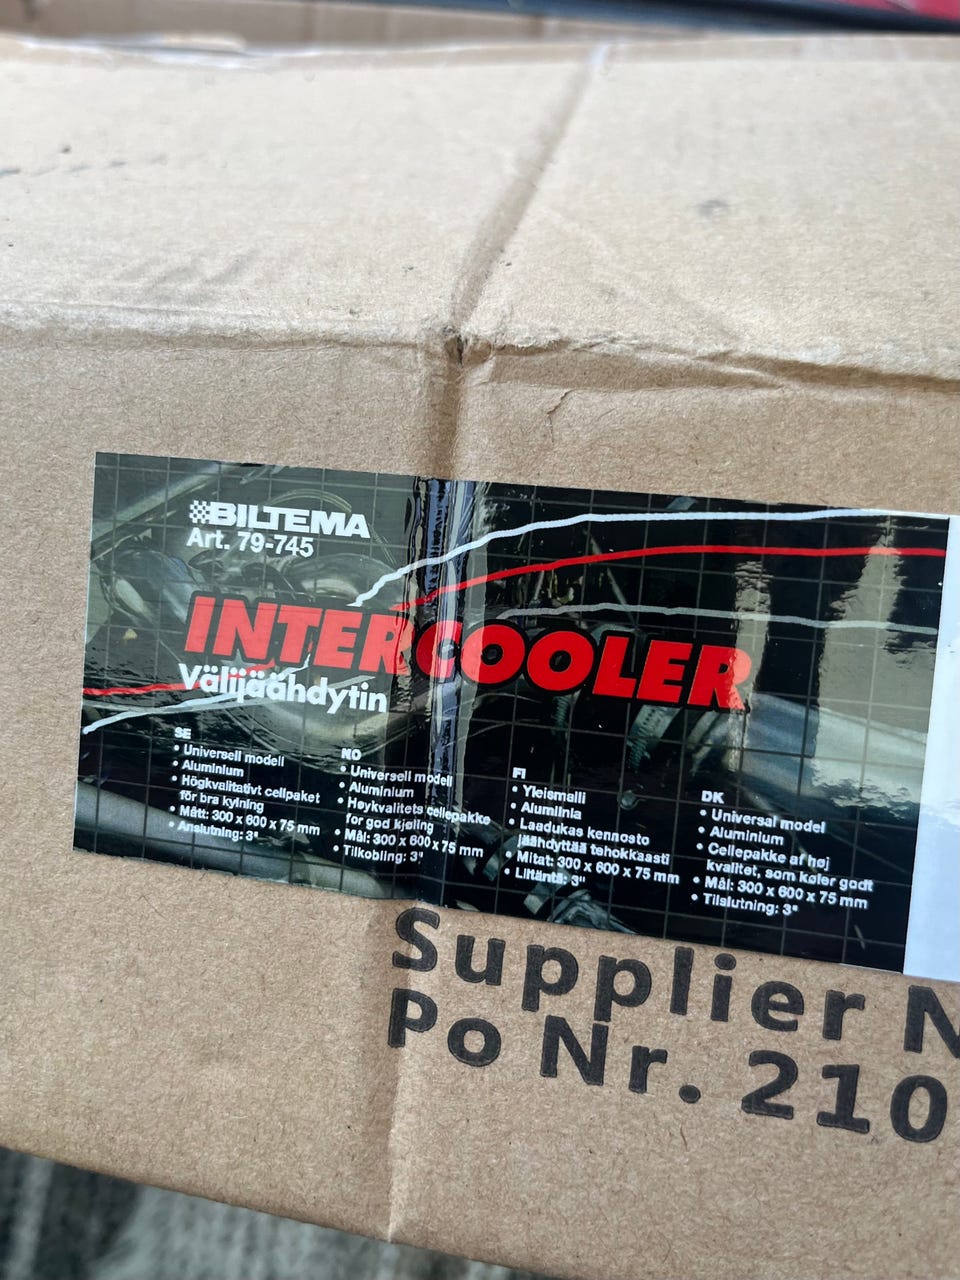 BILTEMA
Art. 79-745
INTERCOOLER
Välijäähdytin
SE
• Universell modell
• Aluminium
• Högkvalitativt cellpaket
för bra kylning
• Mått: 300 x 600 x 75 mm
• Anslutning: 3"
NO
• Universell modell
• Aluminium
• Høykvalitets cellepakke
for god kjøling
• Mål: 300 x 600 x 75 mm
• Tilkobling: 3"
FI
• Yleismalli
• Alumiinia
• Laadukas kennosto
jäähdyttää tehokkaasti
• Mitat: 300 x 600 x 75 mm
• Liitäntä: 3"
DK
• Universal model
• Aluminium
• Cellepakke af høj
kvalitet, som køler godt
• Mål: 300 x 600 x 75 mm
• Tilslutning: 3"
Supplier N
Po Nr. 210